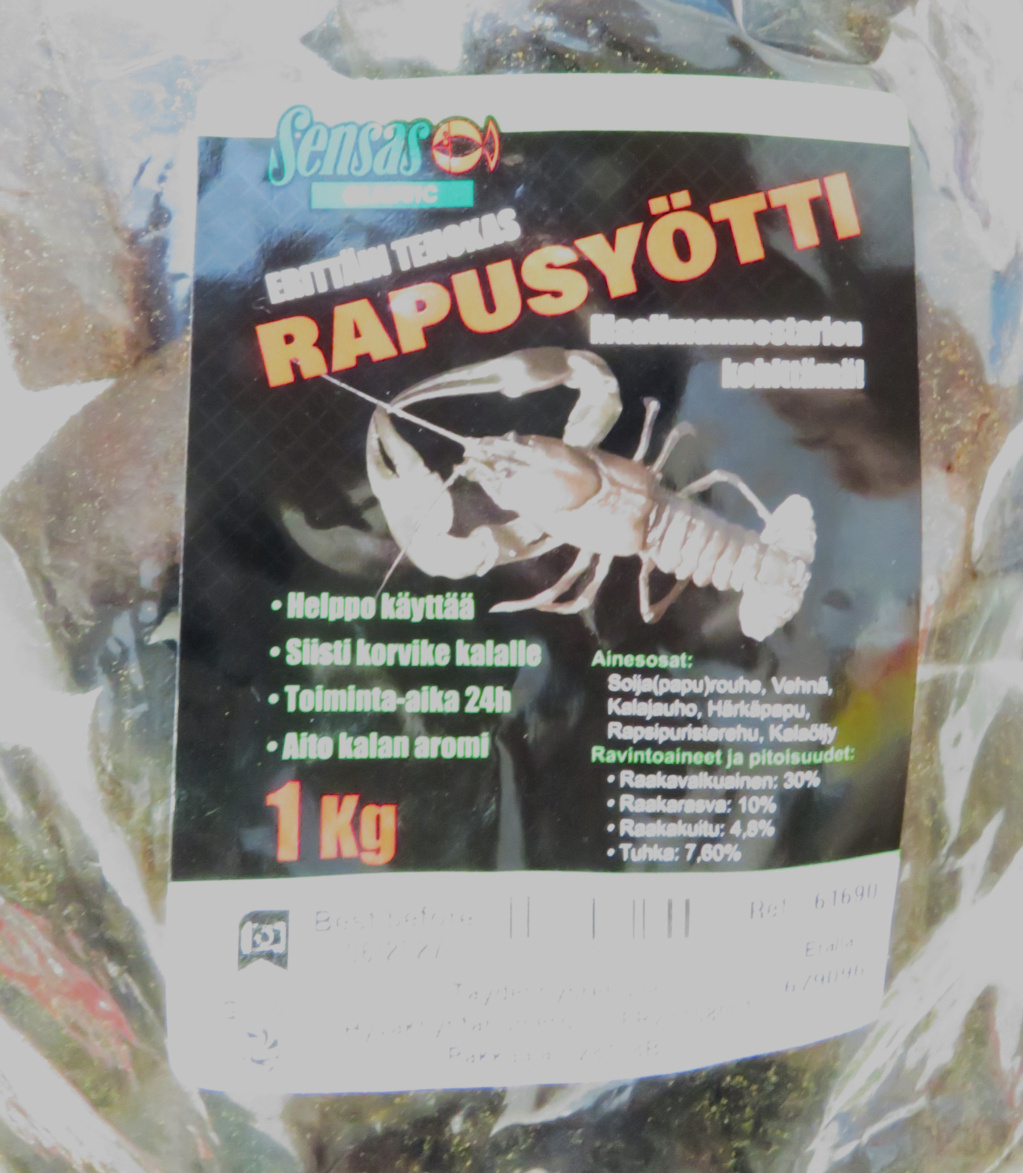 Sensas
ERITTÄIN TEHOKAS
RAPUSYÖTTI
Maailmanmestarien
kehittämä!
• Helppo käyttää
• Siisti korvike kalalle
• Toiminta-aika 24h
• Aito kalan aromi
1 Kg
Ainesosat:
Soija(papu)rouhe, Vehnä,
Kalajauho, Härkäpapu,
Rapsipuristerehu, Kalaöljy
Ravintoaineet ja pitoisuudet:
• Raakavalkuainen: 30%
• Raakarasva: 10%
• Raakakuitu: 4,8%
• Tuhka: 7,60%
Best before
Ref 61690